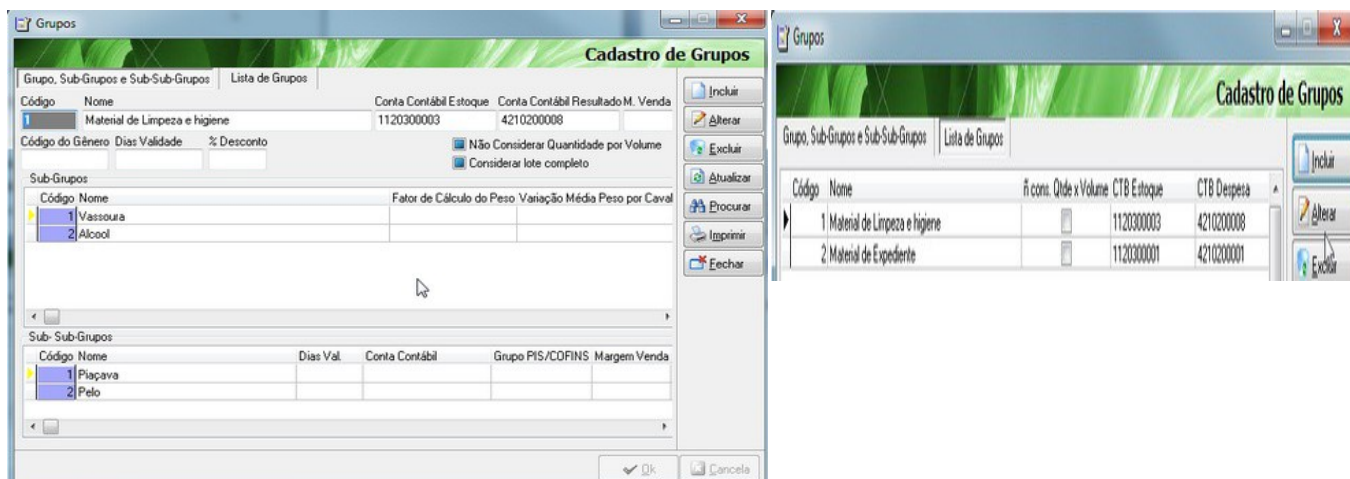 Grupos
Cadastro de Grupos
Grupo, Sub-Grupos e Sub-Sub-Grupos Lista de Grupos
Código Nome Conta Contábil Estoque Conta Contábil Resultado M. Venda
1 Material de Limpeza e higiene 1120300003 4210200008
Código do Gênero Dias Validade % Desconto
Não Considerar Quantidade por Volume
Considerar lote completo
Sub-Grupos
Código Nome Fator de Cálculo do Peso Variação Média Peso por Caval
1 Vassoura
2 Alcool
Sub- Sub-Grupos
Código Nome Dias Val. Conta Contábil Grupo PIS/COFINS Margem Venda
1 Piaçava
2 Pelo
Incluir
Alterar
Excluir
Atualizar
Procurar
Imprimir
Fechar
Ok Cancela
Grupos
Cadastro de Grupos
Grupo, Sub-Grupos e Sub-Sub-Grupos Lista de Grupos
Código Nome ñ cons. Qtde x Volume CTB Estoque CTB Despesa
1 Material de Limpeza e higiene 1120300003 4210200008
2 Material de Expediente 1120300001 4210200001
Incluir
Alterar
Excluir